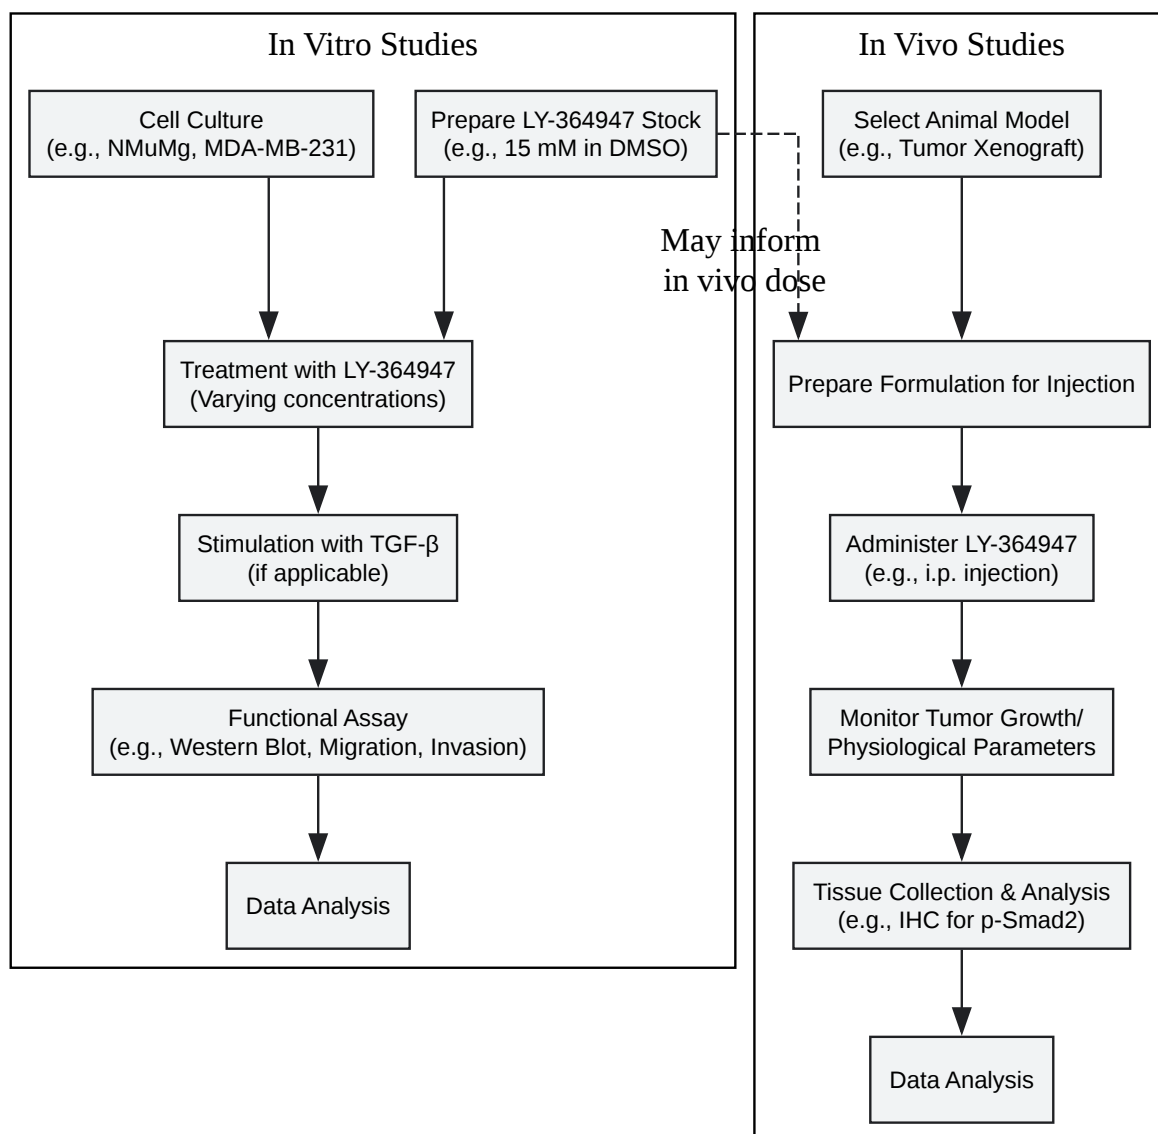 In Vitro Studies
Cell Culture
(e.g., NMuMg, MDA-MB-231)
Prepare LY-364947 Stock
(e.g., 15 mM in DMSO)
May inform
in vivo dose
Treatment with LY-364947
(Varying concentrations)
Stimulation with TGF-β
(if applicable)
Functional Assay
(e.g., Western Blot, Migration, Invasion)
Data Analysis
In Vivo Studies
Select Animal Model
(e.g., Tumor Xenograft)
Prepare Formulation for Injection
Administer LY-364947
(e.g., i.p. injection)
Monitor Tumor Growth/
Physiological Parameters
Tissue Collection & Analysis
(e.g., IHC for p-Smad2)
Data Analysis